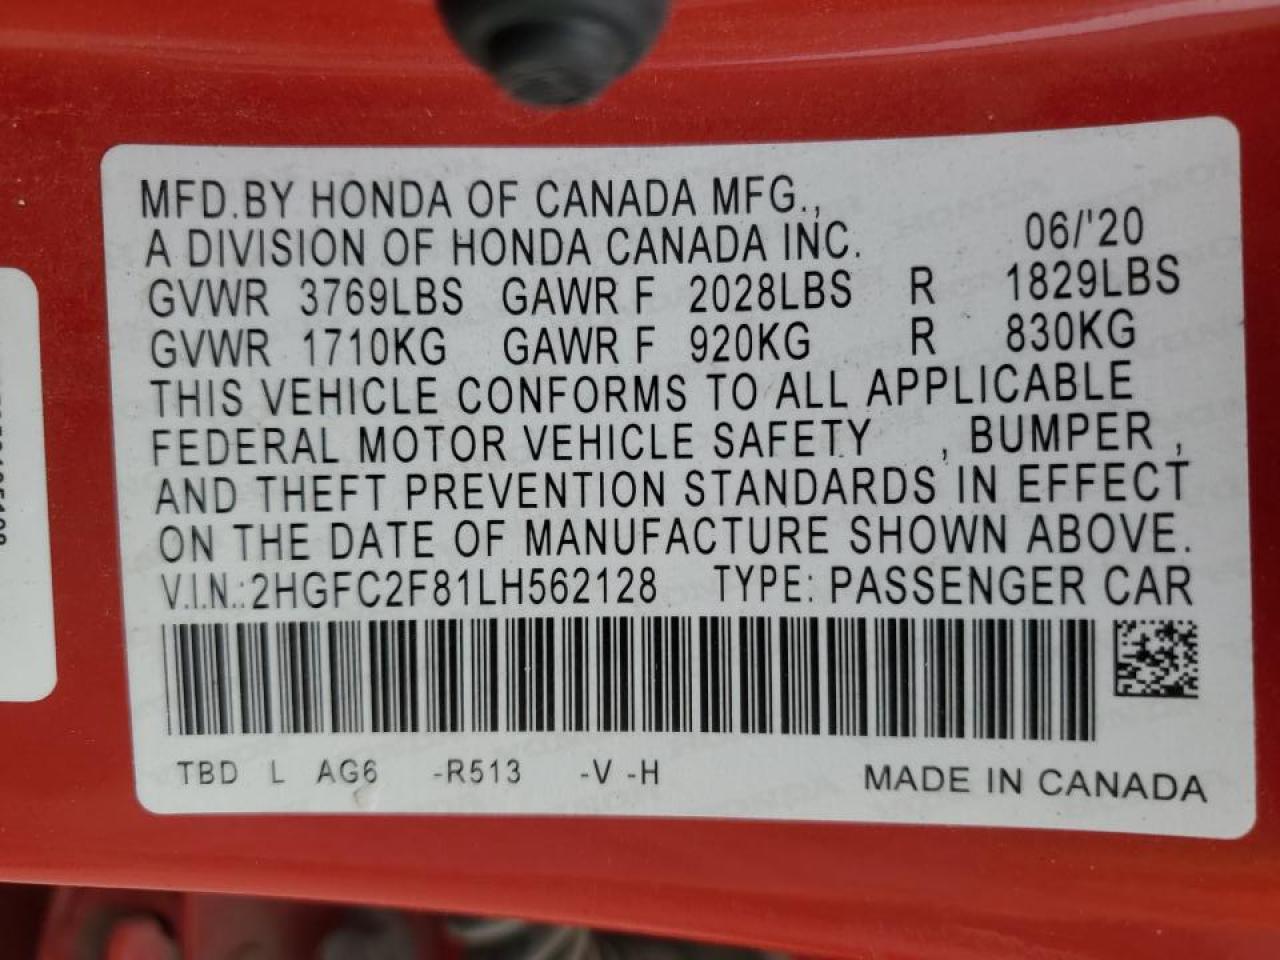 MFD.BY HONDA OF CANADA MFG.,
A DIVISION OF HONDA CANADA INC. 06/'20
GVWR 3769LBS GAWR F 2028LBS R 1829LBS
GVWR 1710KG GAWR F 920KG R 830KG
THIS VEHICLE CONFORMS TO ALL APPLICABLE
FEDERAL MOTOR VEHICLE SAFETY , BUMPER ,
AND THEFT PREVENTION STANDARDS IN EFFECT
ON THE DATE OF MANUFACTURE SHOWN ABOVE.
V.I.N.:2HGFC2F81LH562128 TYPE: PASSENGER CAR
TBD L AG6 -R513 -V -H MADE IN CANADA